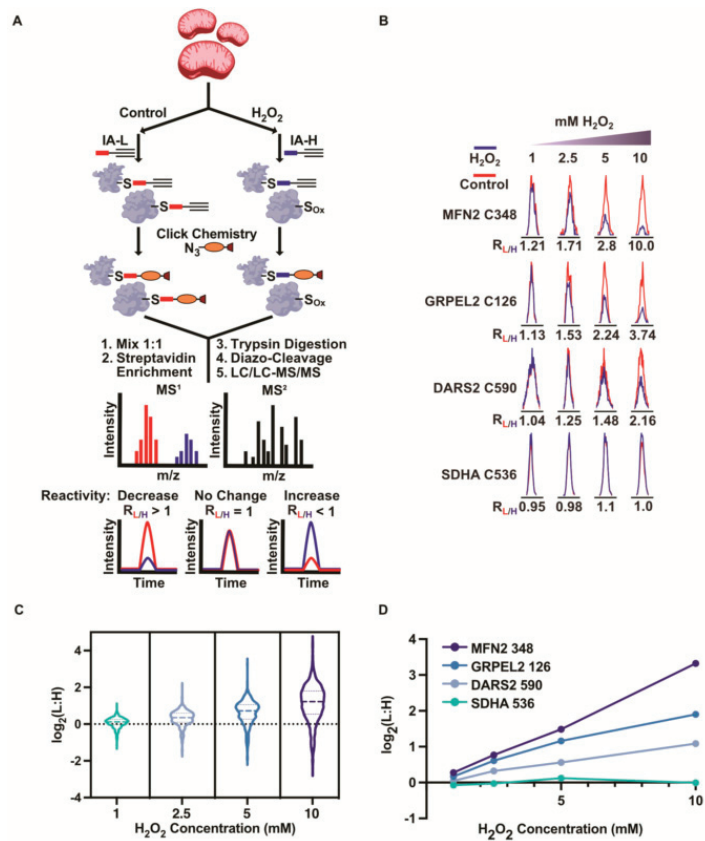 A
Control
H2O2
IA-L
IA-H
S
S
S
SOx
Click Chemistry
N3
S
S
S
SOx
1. Mix 1:1
2. Streptavidin
Enrichment
3. Trypsin Digestion
4. Diazo-Cleavage
5. LC/LC-MS/MS
MS1
Intensity
m/z
MS2
Intensity
m/z
Reactivity: Decrease No Change Increase
RL/H > 1 RL/H = 1 RL/H < 1
Intensity
Time
Intensity
Time
Intensity
Time
B
mM H2O2
H2O2
Control
1 2.5 5 10
MFN2 C348
RL/H 1.21 1.71 2.8 10.0
GRPEL2 C126
RL/H 1.13 1.53 2.24 3.74
DARS2 C590
RL/H 1.04 1.25 1.48 2.16
SDHA C536
RL/H 0.95 0.98 1.1 1.0
C
log2(L:H)
4
2
0
-2
-4
1 2.5 5 10
H2O2 Concentration (mM)
D
log2(L:H)
4
3
2
1
0
-1
MFN2 348
GRPEL2 126
DARS2 590
SDHA 536
5 10
H2O2 Concentration (mM)